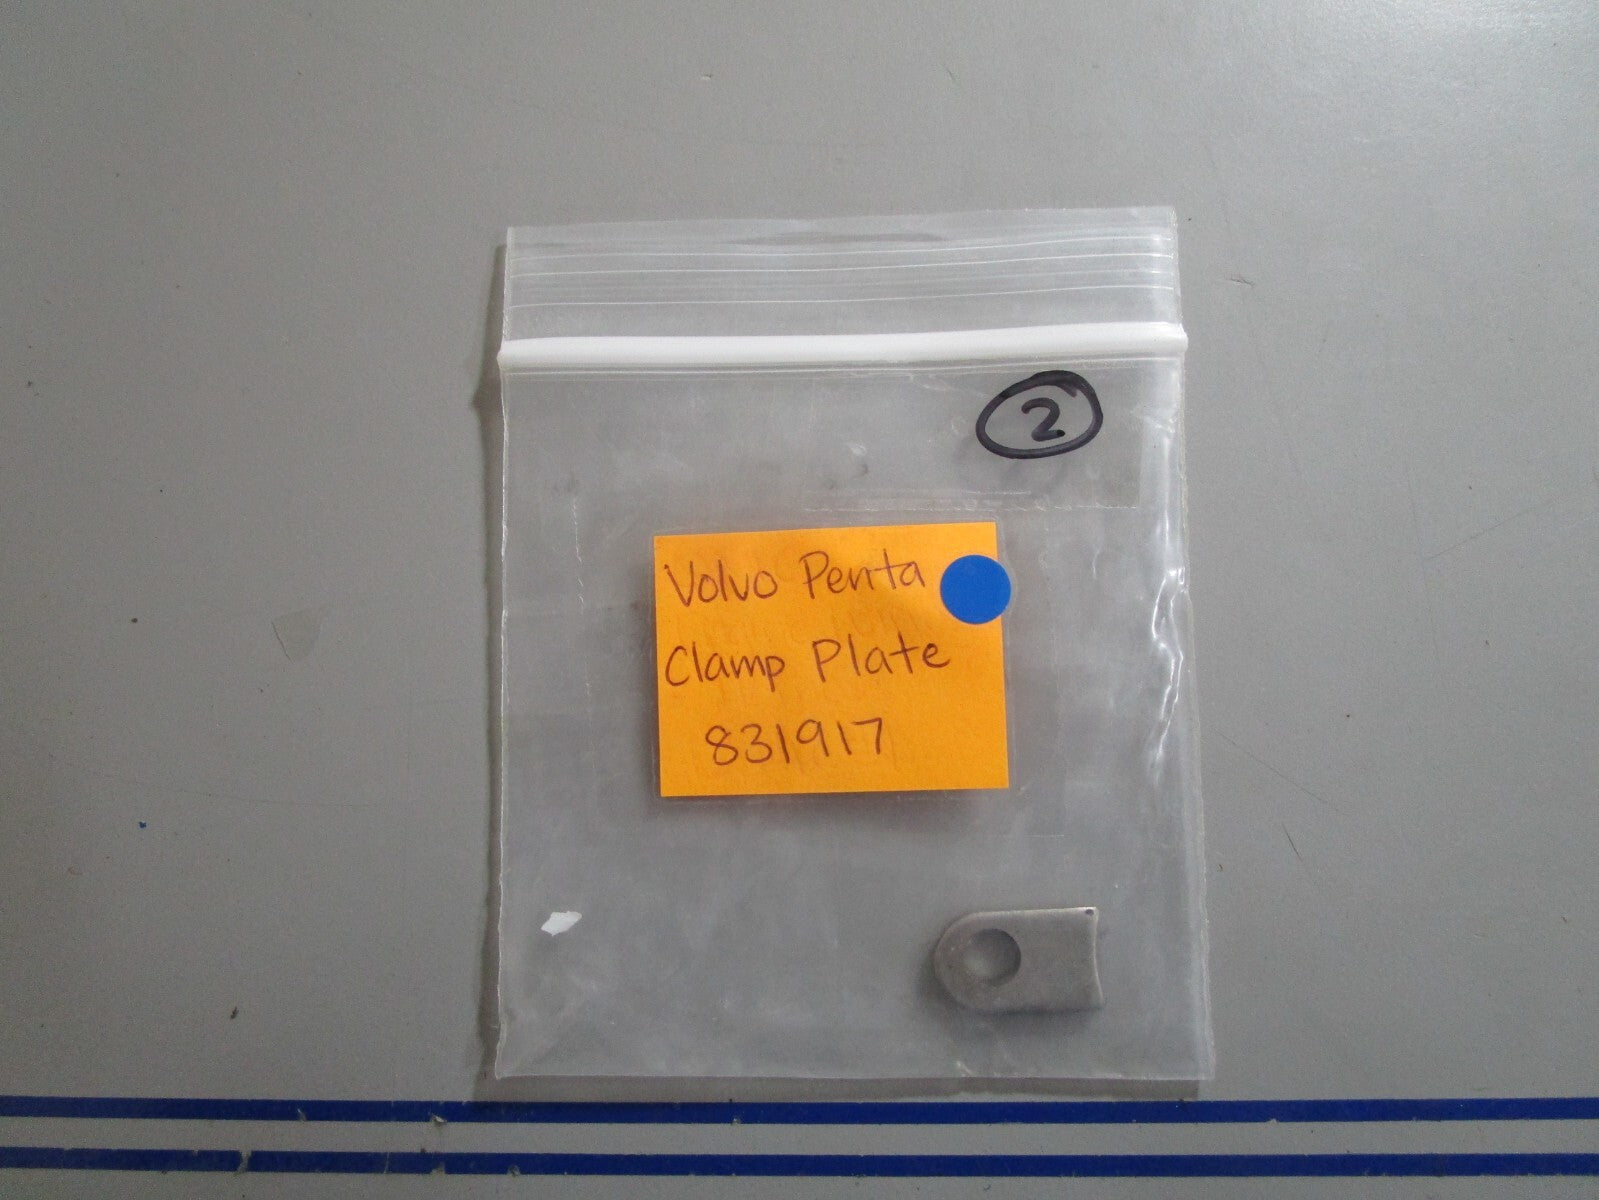 2
Volvo Penta
Clamp Plate
831917